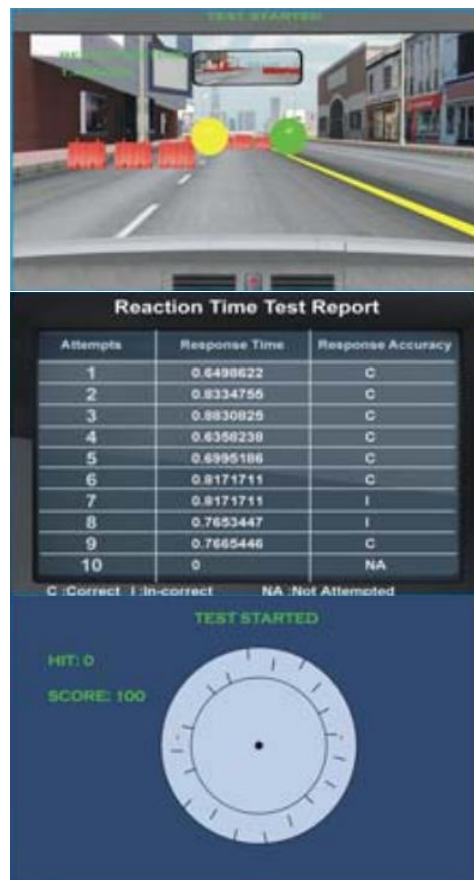 TEST STARTED
Reaction Time Test Report
Attempts Response Time Response Accuracy
1 0.6498622 C
2 0.8334755 C
3 0.8830825 C
4 0.6358238 C
5 0.6995186 C
6 0.8171711 C
7 0.8171711 I
8 0.7653447 I
9 0.7665446 C
10 0 NA
C :Correct I :In-correct NA :Not Attempted
TEST STARTED
HIT: 0
SCORE: 100